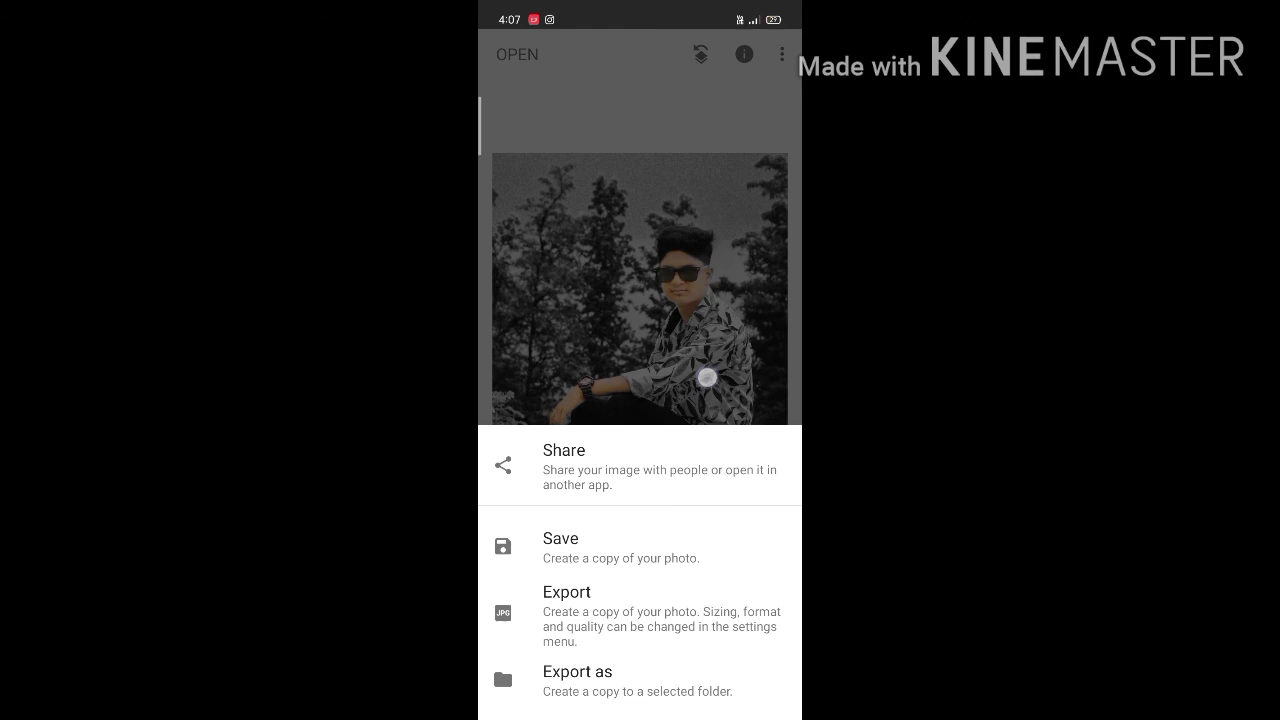 4:07
29
OPEN
Made with KINEMASTER
Share
Share your image with people or open it in
another app.
Save
Create a copy of your photo.
JPG
Export
Create a copy of your photo. Sizing, format
and quality can be changed in the settings
menu.
Export as
Create a copy to a selected folder.